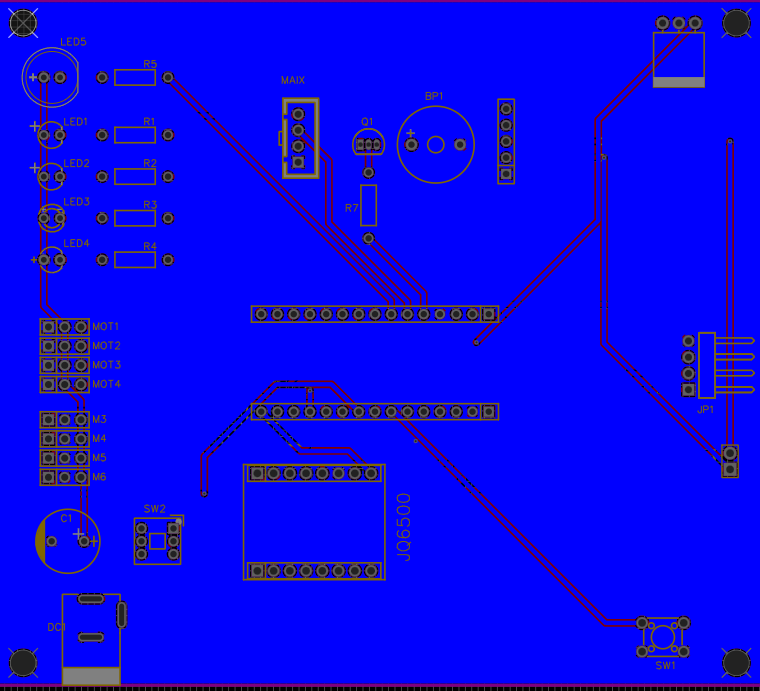 LED5
R5
MAIX
BP1
Q1
LED1
R1
LED2
R2
LED3
R3
R7
LED4
R4
MOT1
MOT2
MOT3
MOT4
JP1
M3
M4
M5
M6
C1
SW2
JQ6500
DC1
SW1